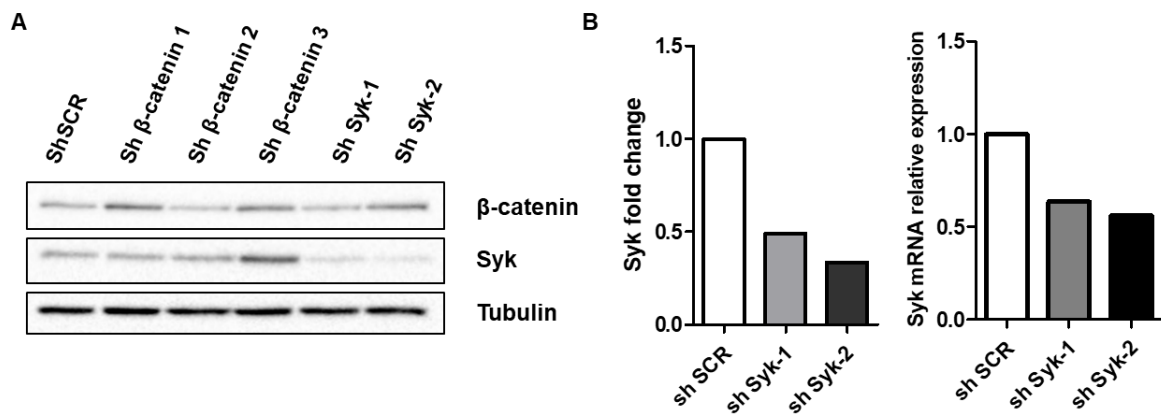 A
ShSCR
Sh β-catenin 1
Sh β-catenin 2
Sh β-catenin 3
Sh Syk-1
Sh Syk-2
β-catenin
Syk
Tubulin
B
Syk fold change
1.5
1.0
0.5
0.0
sh SCR
sh Syk-1
sh Syk-2
Syk mRNA relative expression
1.5
1.0
0.5
0.0
sh SCR
sh Syk-1
sh Syk-2